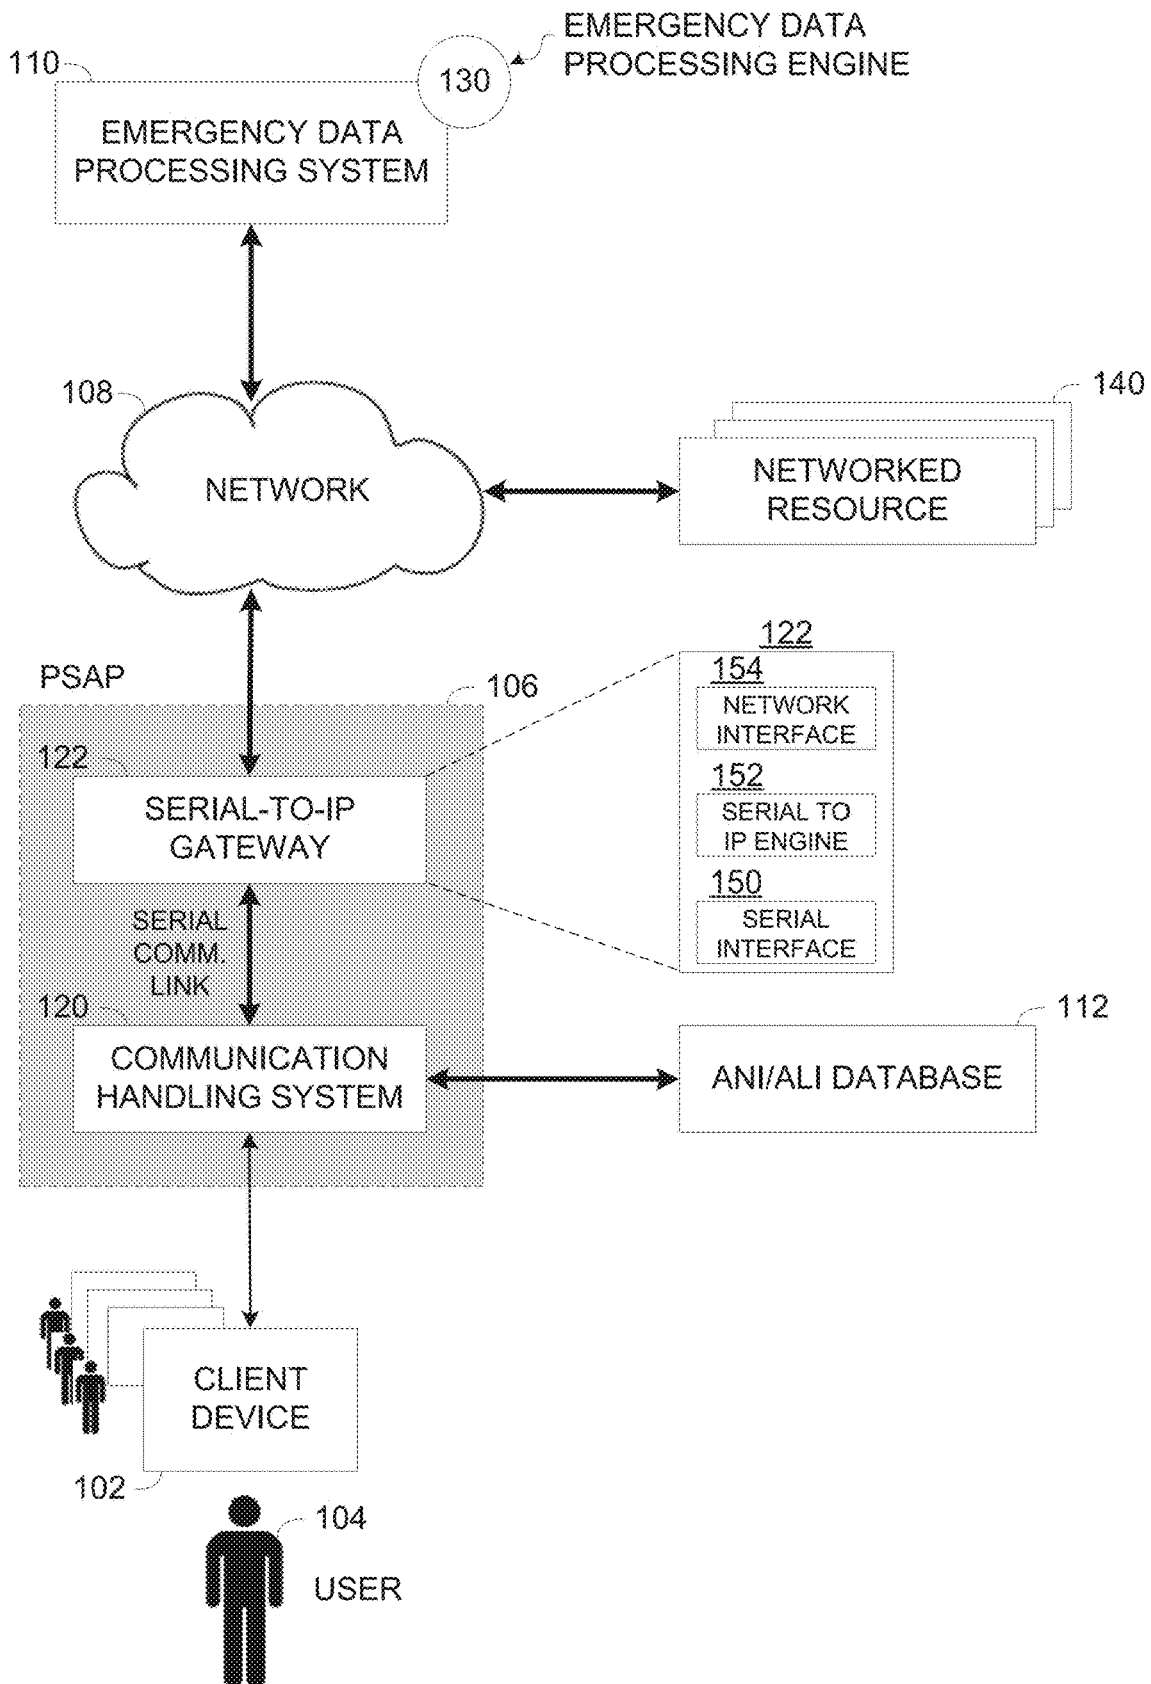 EMERGENCY DATA
PROCESSING ENGINE
110
130
EMERGENCY DATA
PROCESSING SYSTEM
108
NETWORK
140
NETWORKED
RESOURCE
PSAP
106
122
SERIAL-TO-IP
GATEWAY
122
154
NETWORK
INTERFACE
152
SERIAL TO
IP ENGINE
150
SERIAL
INTERFACE
SERIAL
COMM.
LINK
120
COMMUNICATION
HANDLING SYSTEM
112
ANI/ALI DATABASE
CLIENT
DEVICE
102
104
USER